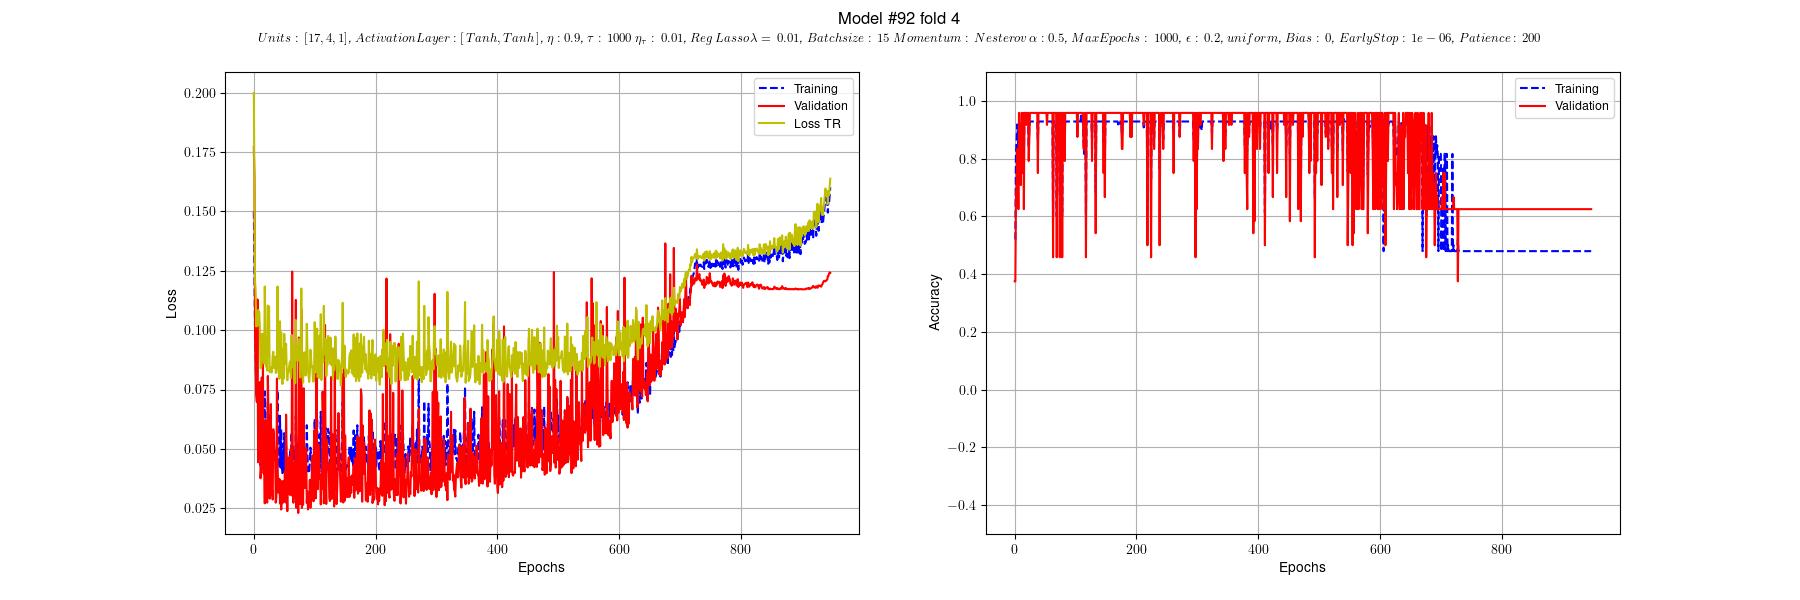 Model #92 fold 4
Units : [17, 4, 1], ActivationLayer : [Tanh, Tanh], η : 0.9, τ : 1000 ητ : 0.01, Reg Lassoλ = 0.01, Batchsize : 15 Momentum : Nesterov α : 0.5, MaxEpochs : 1000, ϵ : 0.2, uniform, Bias : 0, EarlyStop : 1e − 06, Patience : 200
0.200
0.175
0.150
0.125
0.100
0.075
0.050
0.025
Loss
Training
Validation
Loss TR
0 200 400 600 800
Epochs
1.0
0.8
0.6
0.4
0.2
0.0
−0.2
−0.4
Accuracy
Training
Validation
0 200 400 600 800
Epochs